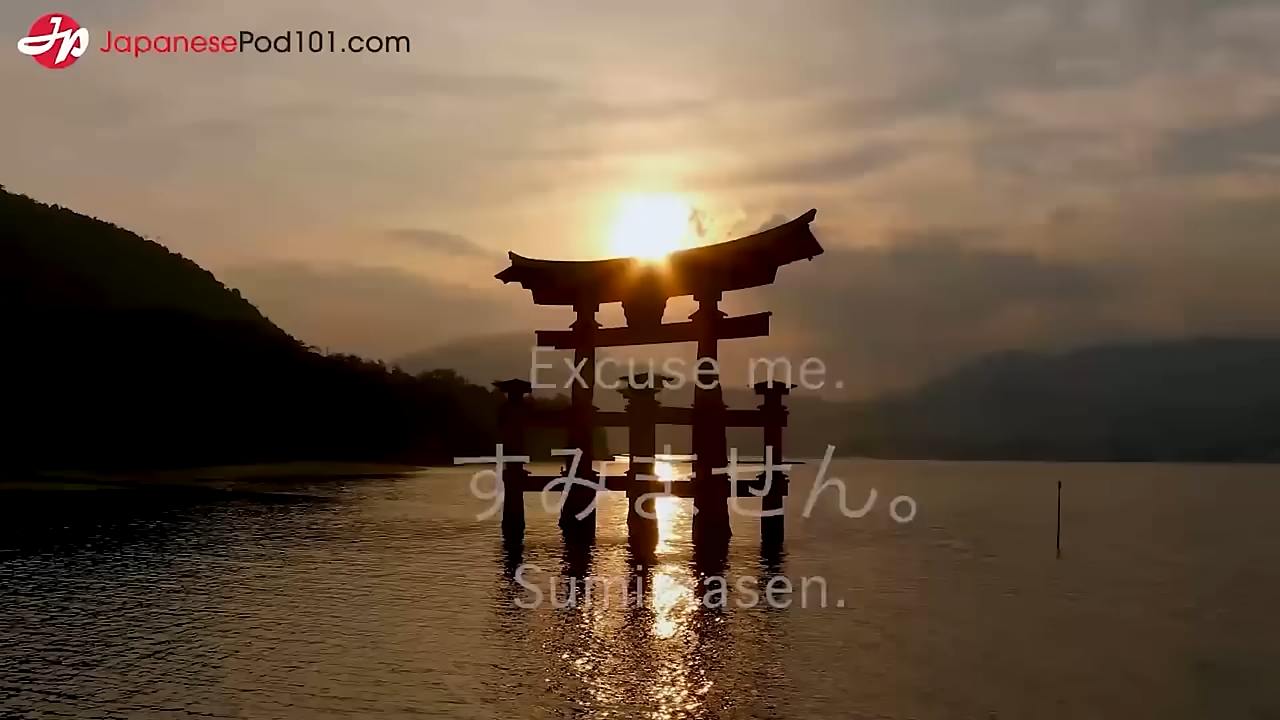 JapanesePod101.com
Excuse me.
すみません。
Sumimasen.